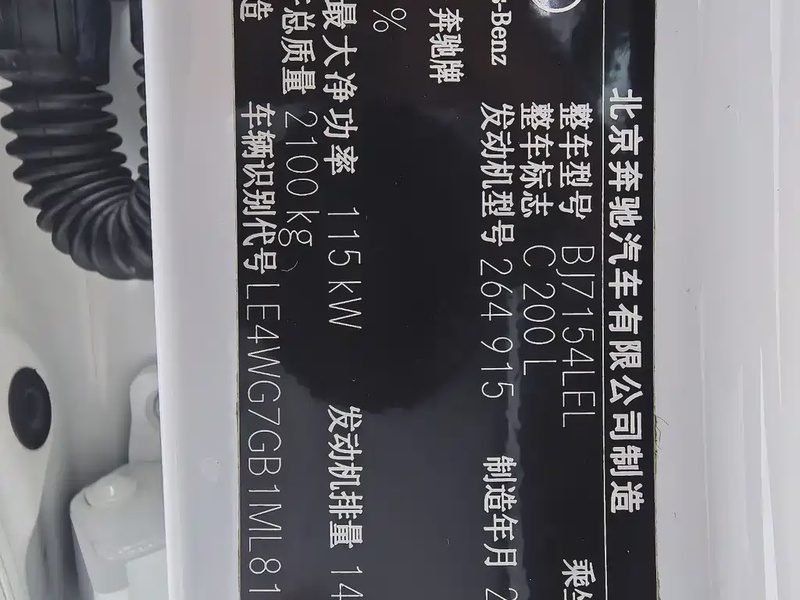 北京奔驰汽车有限公司制造
整车型号 BJ7154LEL
整车标志 C 200 L
发动机型号 264 915 制造年月 2
-Benz
奔驰牌
%
最大净功率 115 kW 发动机排量 14
总质量 2100 kg
造
车辆识别代号 LE4WG7GB1ML81